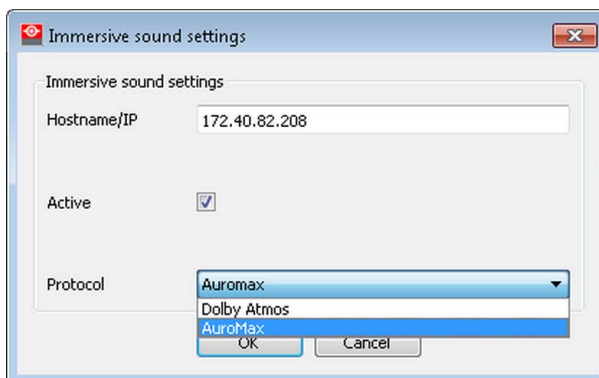 Immersive sound settings
Immersive sound settings
Hostname/IP 172.40.82.208
Active
Protocol Auromax
Dolby Atmos
AuroMax
OK Cancel